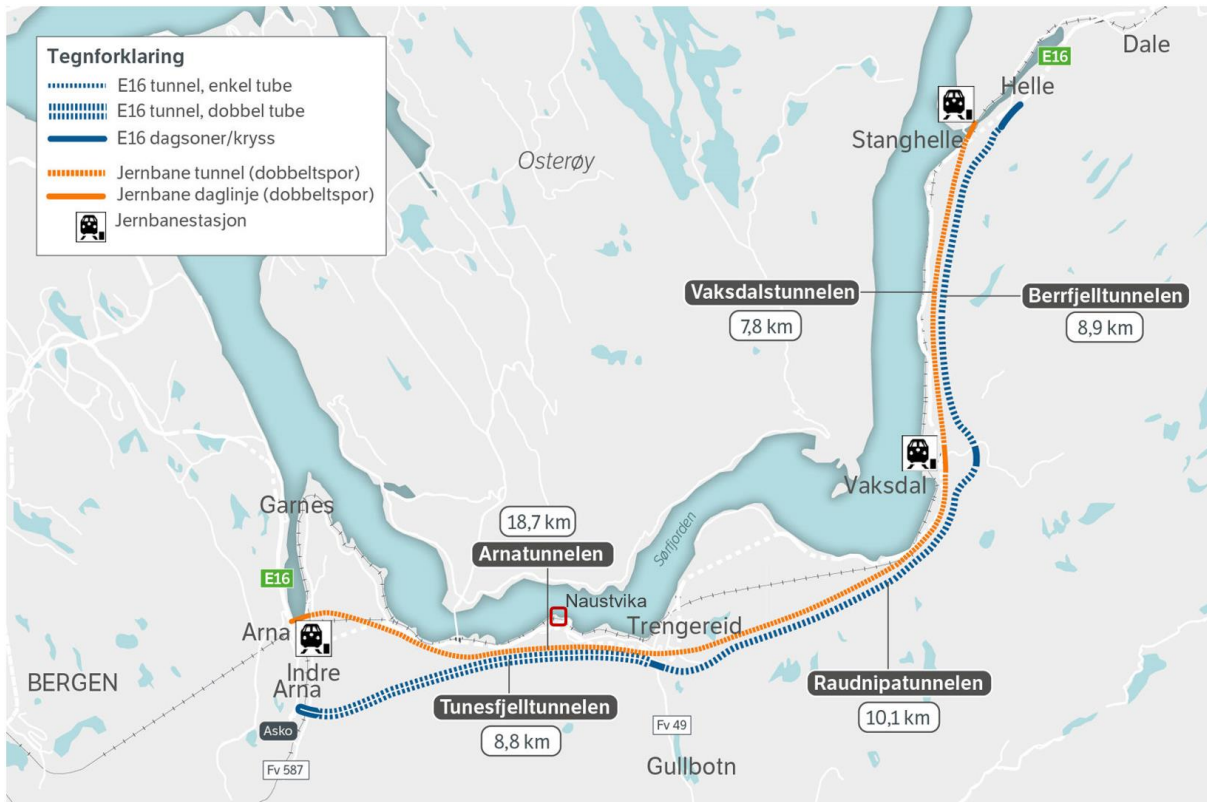 Tegnforklaring
E16 tunnel, enkel tube
E16 tunnel, dobbel tube
E16 dagsoner/kryss
Jernbane tunnel (dobbeltspor)
Jernbane daglinje (dobbeltspor)
Jernbanestasjon
Dale
E16
Helle
Stanghelle
Osterøy
Vaksdalstunnelen
7,8 km
Berrfjelltunnelen
8,9 km
Vaksdal
Garnes
18,7 km
Arnatunnelen
Sørfjorden
E16
Naustvika
Arna
Trengereid
Indre
Arna
BERGEN
Raudnipatunnelen
10,1 km
Tunesfjelltunnelen
8,8 km
Asko
Fv 49
Fv 587
Gullbotn